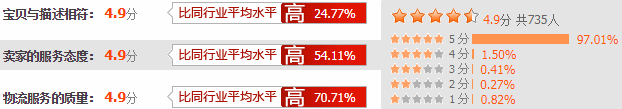 宝贝与描述相符: 4.9分 比同行业平均水平 高 24.77%
卖家的服务态度: 4.9分 比同行业平均水平 高 54.11%
物流服务的质量: 4.9分 比同行业平均水平 高 70.71%
4.9分 共735人
5分 97.01%
4分 1.50%
3分 0.41%
2分 0.27%
1分 0.82%